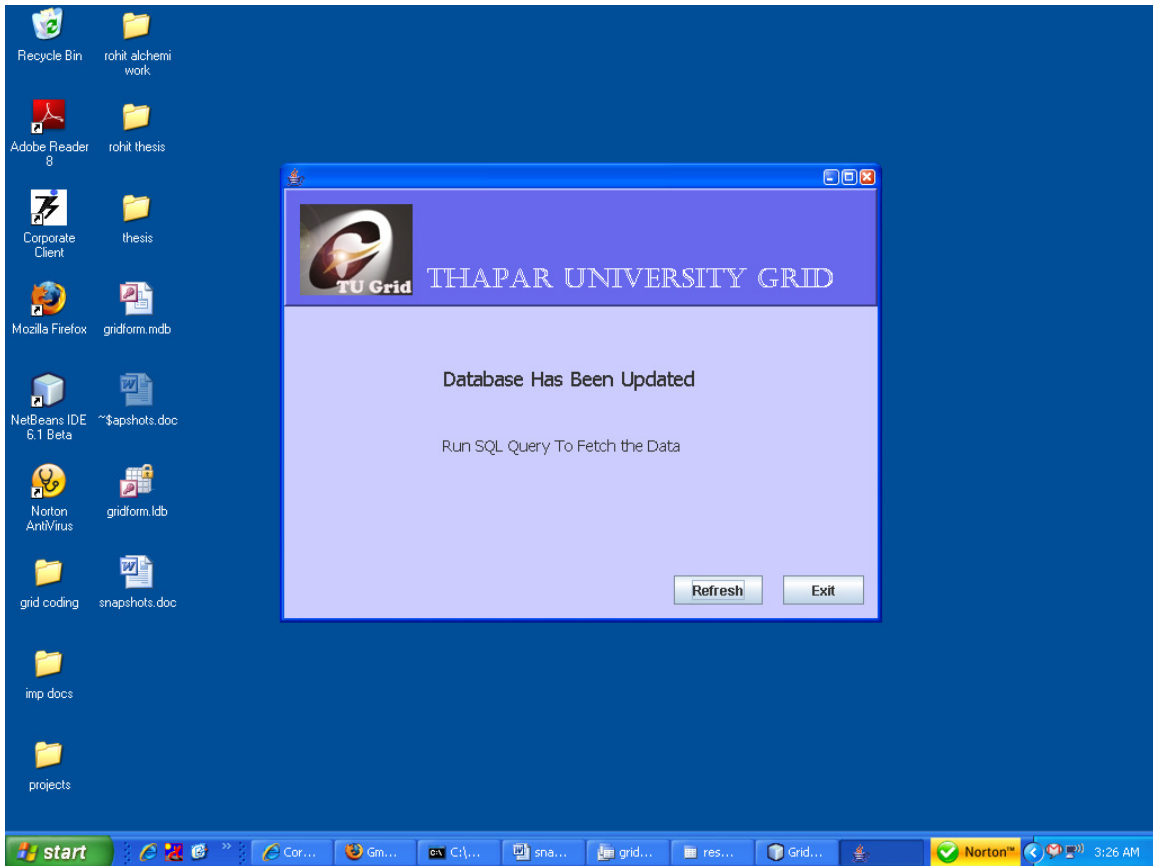 Recycle Bin
rohit alchemi
work
Adobe Reader
8
rohit thesis
Corporate
Client
thesis
Mozilla Firefox
gridform.mdb
NetBeans IDE
6.1 Beta
~$apshots.doc
Norton
AntiVirus
gridform.ldb
grid coding
snapshots.doc
imp docs
projects
TU Grid
THAPAR UNIVERSITY GRID
Database Has Been Updated
Run SQL Query To Fetch the Data
Refresh
Exit
start
Cor...
Gm...
C:\...
sna...
grid...
res...
Grid...
Norton™
3:26 AM